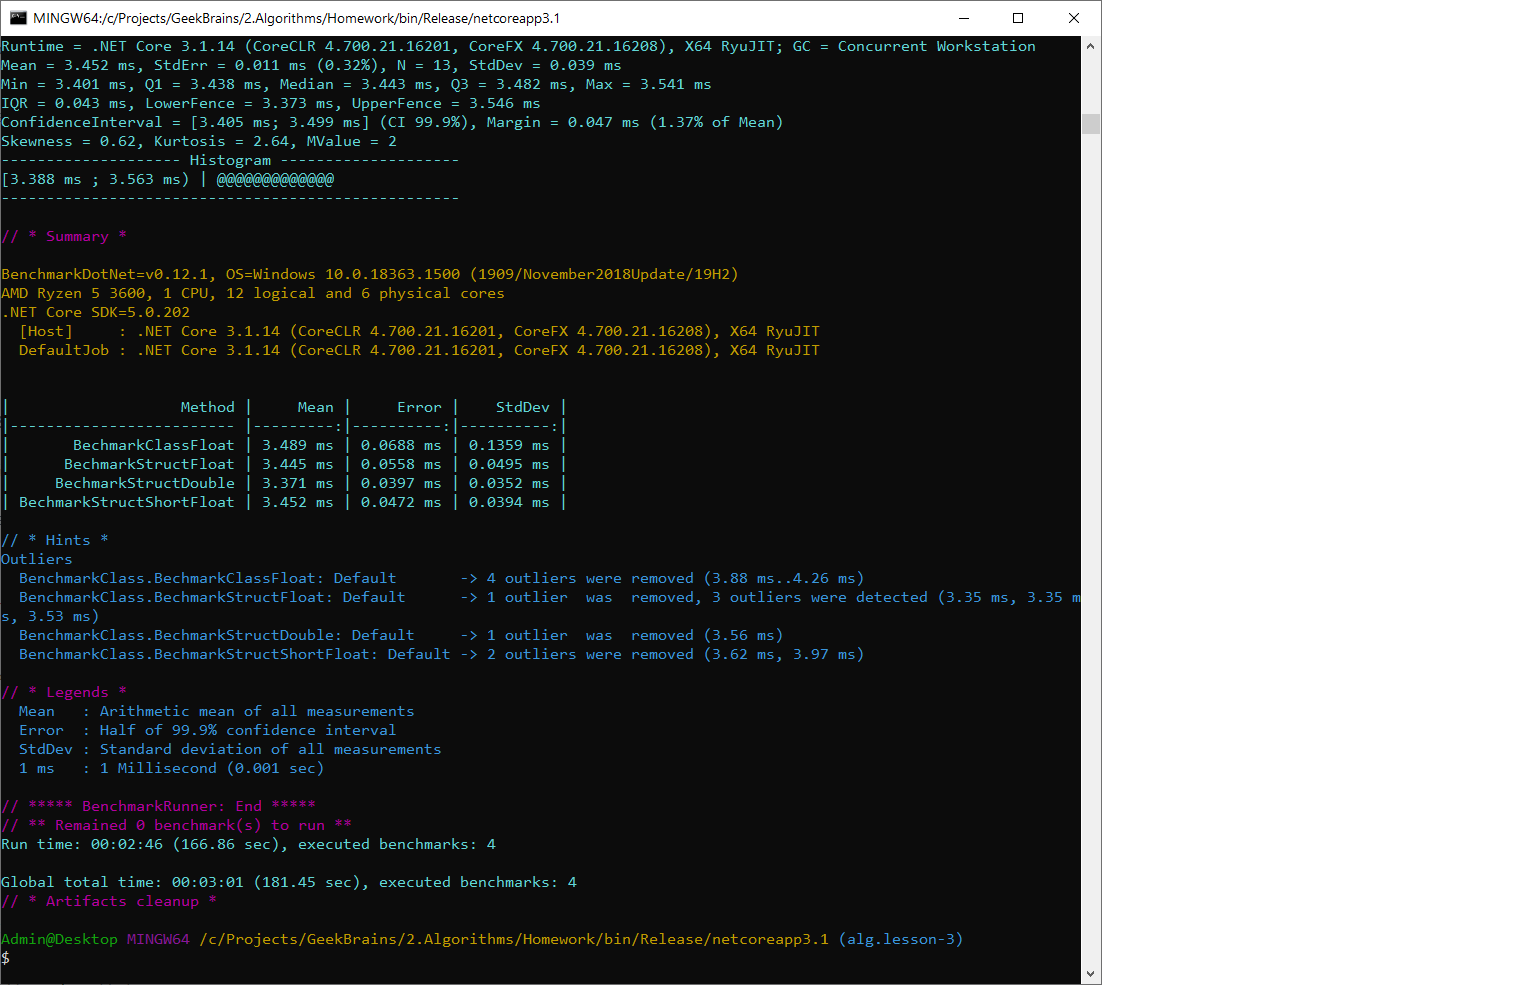 MINGW64:/c/Projects/GeekBrains/2.Algorithms/Homework/bin/Release/netcoreapp3.1
Runtime = .NET Core 3.1.14 (CoreCLR 4.700.21.16201, CoreFX 4.700.21.16208), X64 RyuJIT; GC = Concurrent Workstation
Mean = 3.452 ms, StdErr = 0.011 ms (0.32%), N = 13, StdDev = 0.039 ms
Min = 3.401 ms, Q1 = 3.438 ms, Median = 3.443 ms, Q3 = 3.482 ms, Max = 3.541 ms
IQR = 0.043 ms, LowerFence = 3.373 ms, UpperFence = 3.546 ms
ConfidenceInterval = [3.405 ms; 3.499 ms] (CI 99.9%), Margin = 0.047 ms (1.37% of Mean)
Skewness = 0.62, Kurtosis = 2.64, MValue = 2
-------------------- Histogram --------------------
[3.388 ms ; 3.563 ms) | @@@@@@@@@@@@@
---------------------------------------------------
// * Summary *
BenchmarkDotNet=v0.12.1, OS=Windows 10.0.18363.1500 (1909/November2018Update/19H2)
AMD Ryzen 5 3600, 1 CPU, 12 logical and 6 physical cores
.NET Core SDK=5.0.202
  [Host]     : .NET Core 3.1.14 (CoreCLR 4.700.21.16201, CoreFX 4.700.21.16208), X64 RyuJIT
  DefaultJob : .NET Core 3.1.14 (CoreCLR 4.700.21.16201, CoreFX 4.700.21.16208), X64 RyuJIT
|                   Method |     Mean |     Error |    StdDev |
|------------------------- |---------:|----------:|----------:|
|       BechmarkClassFloat | 3.489 ms | 0.0688 ms | 0.1359 ms |
|      BechmarkStructFloat | 3.445 ms | 0.0558 ms | 0.0495 ms |
|     BechmarkStructDouble | 3.371 ms | 0.0397 ms | 0.0352 ms |
| BechmarkStructShortFloat | 3.452 ms | 0.0472 ms | 0.0394 ms |
// * Hints *
Outliers
  BenchmarkClass.BechmarkClassFloat: Default       -> 4 outliers were removed (3.88 ms..4.26 ms)
  BenchmarkClass.BechmarkStructFloat: Default      -> 1 outlier  was  removed, 3 outliers were detected (3.35 ms, 3.35 m
s, 3.53 ms)
  BenchmarkClass.BechmarkStructDouble: Default     -> 1 outlier  was  removed (3.56 ms)
  BenchmarkClass.BechmarkStructShortFloat: Default -> 2 outliers were removed (3.62 ms, 3.97 ms)
// * Legends *
  Mean   : Arithmetic mean of all measurements
  Error  : Half of 99.9% confidence interval
  StdDev : Standard deviation of all measurements
  1 ms   : 1 Millisecond (0.001 sec)
// ***** BenchmarkRunner: End *****
// ** Remained 0 benchmark(s) to run **
Run time: 00:02:46 (166.86 sec), executed benchmarks: 4
Global total time: 00:03:01 (181.45 sec), executed benchmarks: 4
// * Artifacts cleanup *
Admin@Desktop MINGW64 /c/Projects/GeekBrains/2.Algorithms/Homework/bin/Release/netcoreapp3.1 (alg.lesson-3)
$